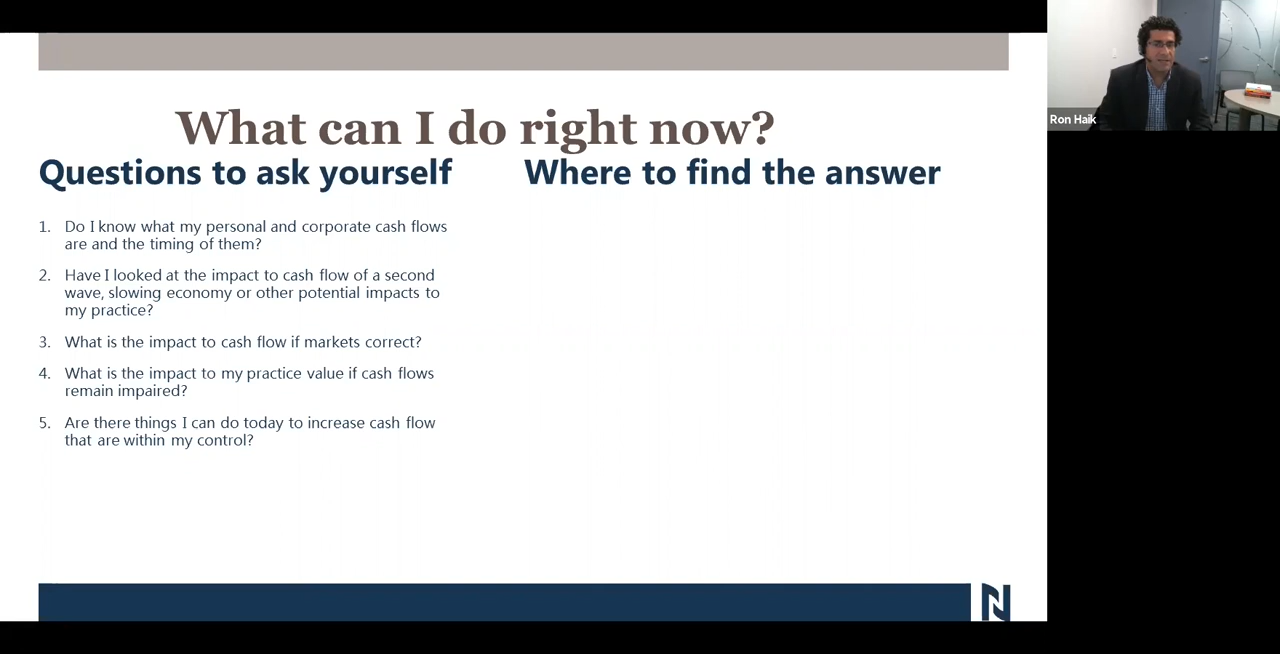 What can I do right now?
Questions to ask yourself
Where to find the answer
1. Do I know what my personal and corporate cash flows
are and the timing of them?
2. Have I looked at the impact to cash flow of a second
wave, slowing economy or other potential impacts to
my practice?
3. What is the impact to cash flow if markets correct?
4. What is the impact to my practice value if cash flows
remain impaired?
5. Are there things I can do today to increase cash flow
that are within my control?
N
Ron Haik